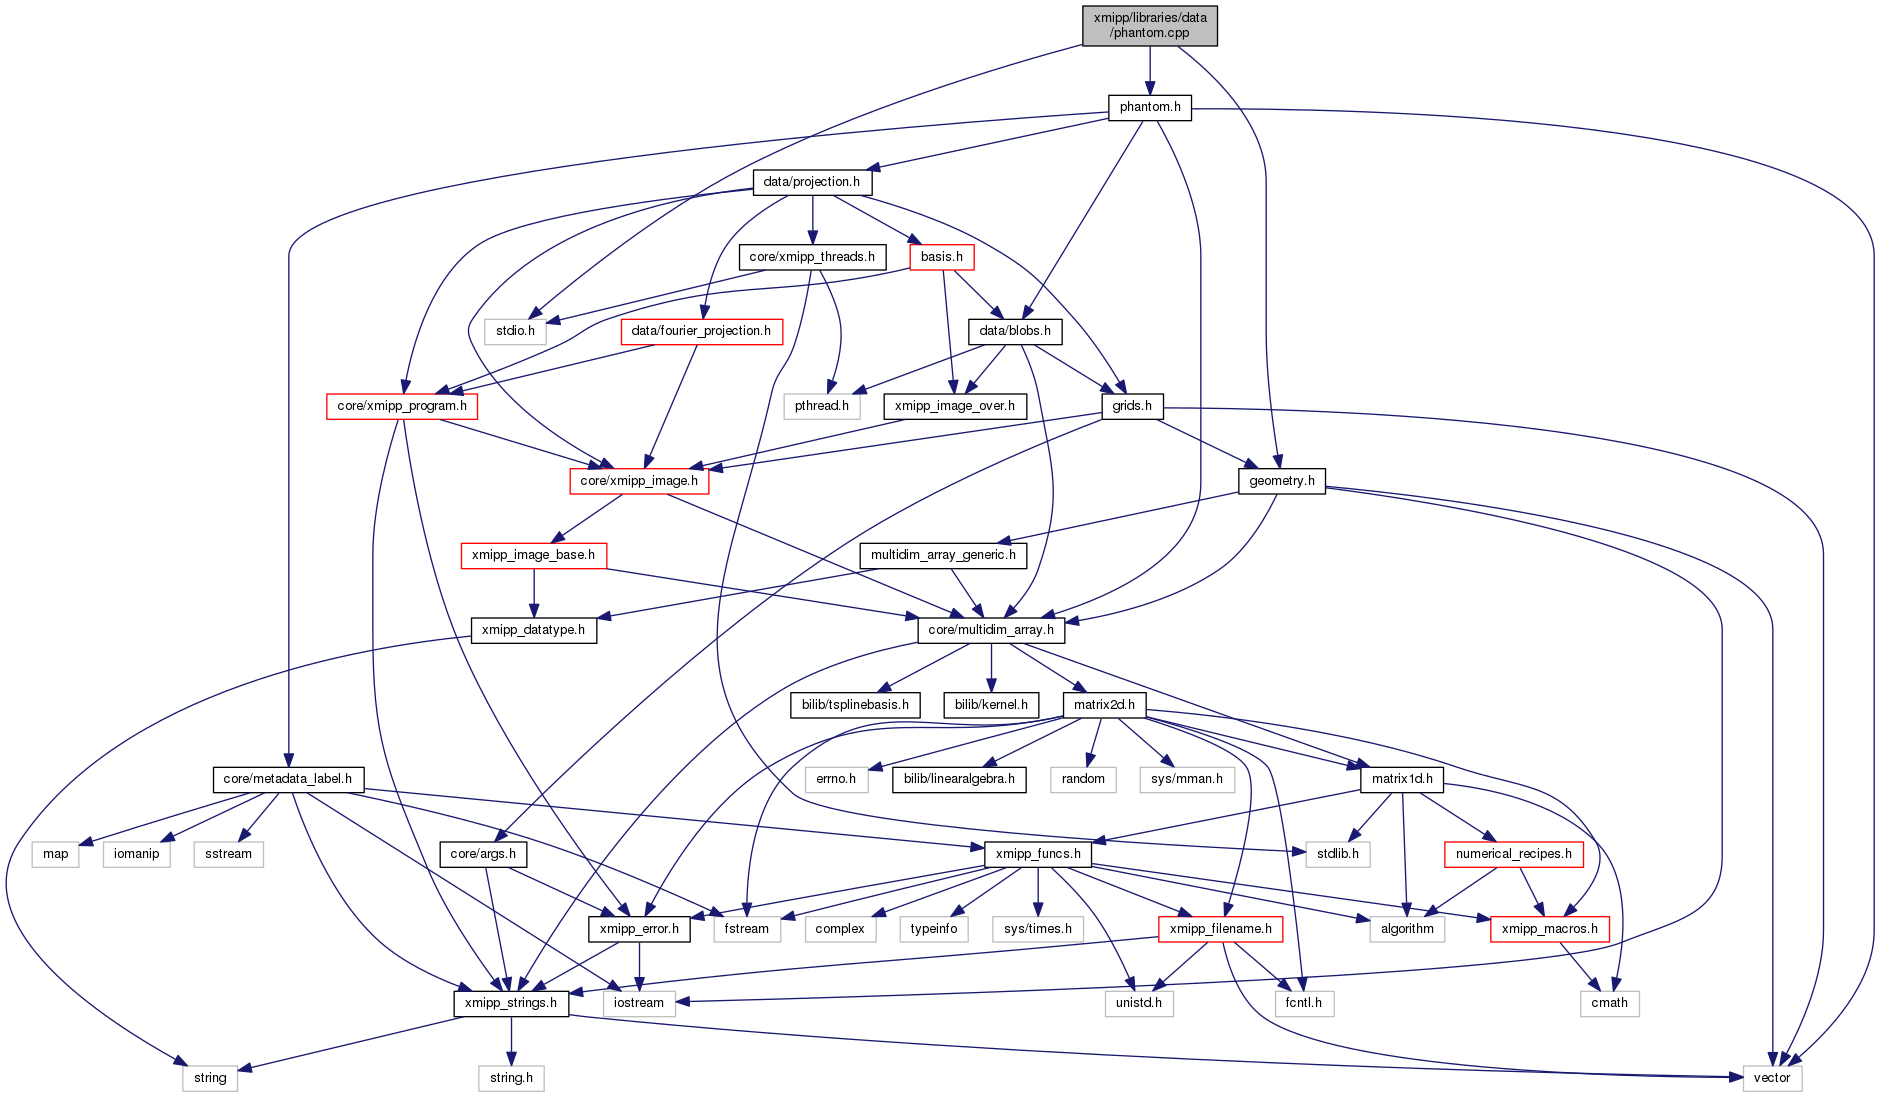 xmipp/libraries/data
/phantom.cpp
phantom.h
data/projection.h
core/xmipp_threads.h
basis.h
stdio.h
data/fourier_projection.h
data/blobs.h
core/xmipp_program.h
pthread.h
xmipp_image_over.h
grids.h
core/xmipp_image.h
geometry.h
xmipp_image_base.h
multidim_array_generic.h
xmipp_datatype.h
core/multidim_array.h
bilib/tsplinebasis.h
bilib/kernel.h
matrix2d.h
core/metadata_label.h
errno.h
bilib/linearalgebra.h
random
sys/mman.h
matrix1d.h
map
iomanip
sstream
core/args.h
xmipp_funcs.h
stdlib.h
numerical_recipes.h
xmipp_error.h
fstream
complex
typeinfo
sys/times.h
xmipp_filename.h
algorithm
xmipp_macros.h
xmipp_strings.h
iostream
unistd.h
fcntl.h
cmath
string
string.h
vector